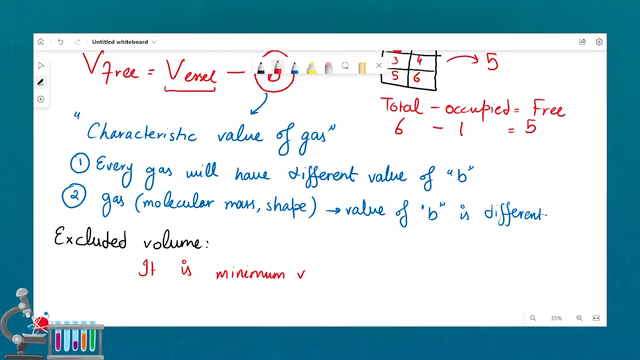 Untitled whiteboard
V free = Vessel - b
3 4
5 6
5
Total - occupied = Free
6 - 1 = 5
"Characteristic value of gas"
① Every gas will have different value of "b"
② gas (molecular mass, shape) → value of "b" is different.
Excluded volume:
It is minimum v
35%